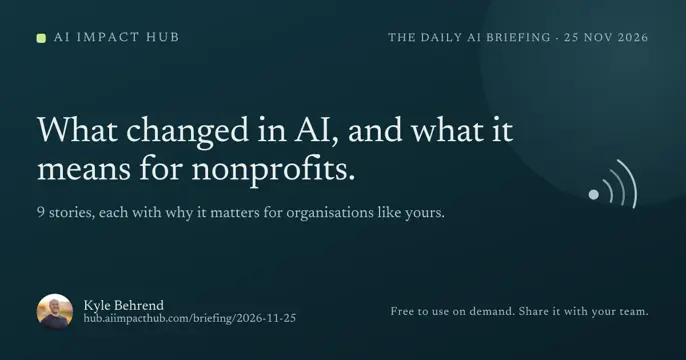 AI IMPACT HUB
THE DAILY AI BRIEFING · 25 NOV 2026
What changed in AI, and what it
means for nonprofits.
9 stories, each with why it matters for organisations like yours.
Kyle Behrend
hub.aiimpacthub.com/briefing/2026-11-25
Free to use on demand. Share it with your team.